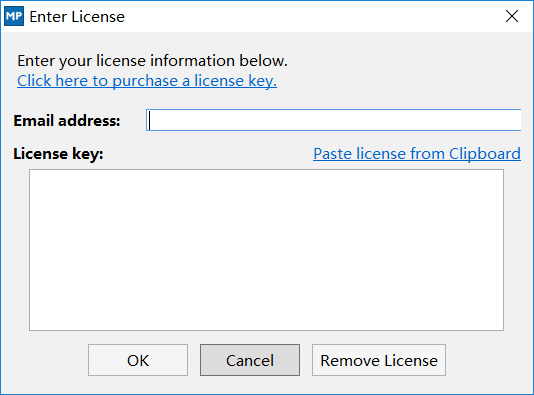 MP Enter License
Enter your license information below.
Click here to purchase a license key.
Email address:
License key: Paste license from Clipboard
OK Cancel Remove License